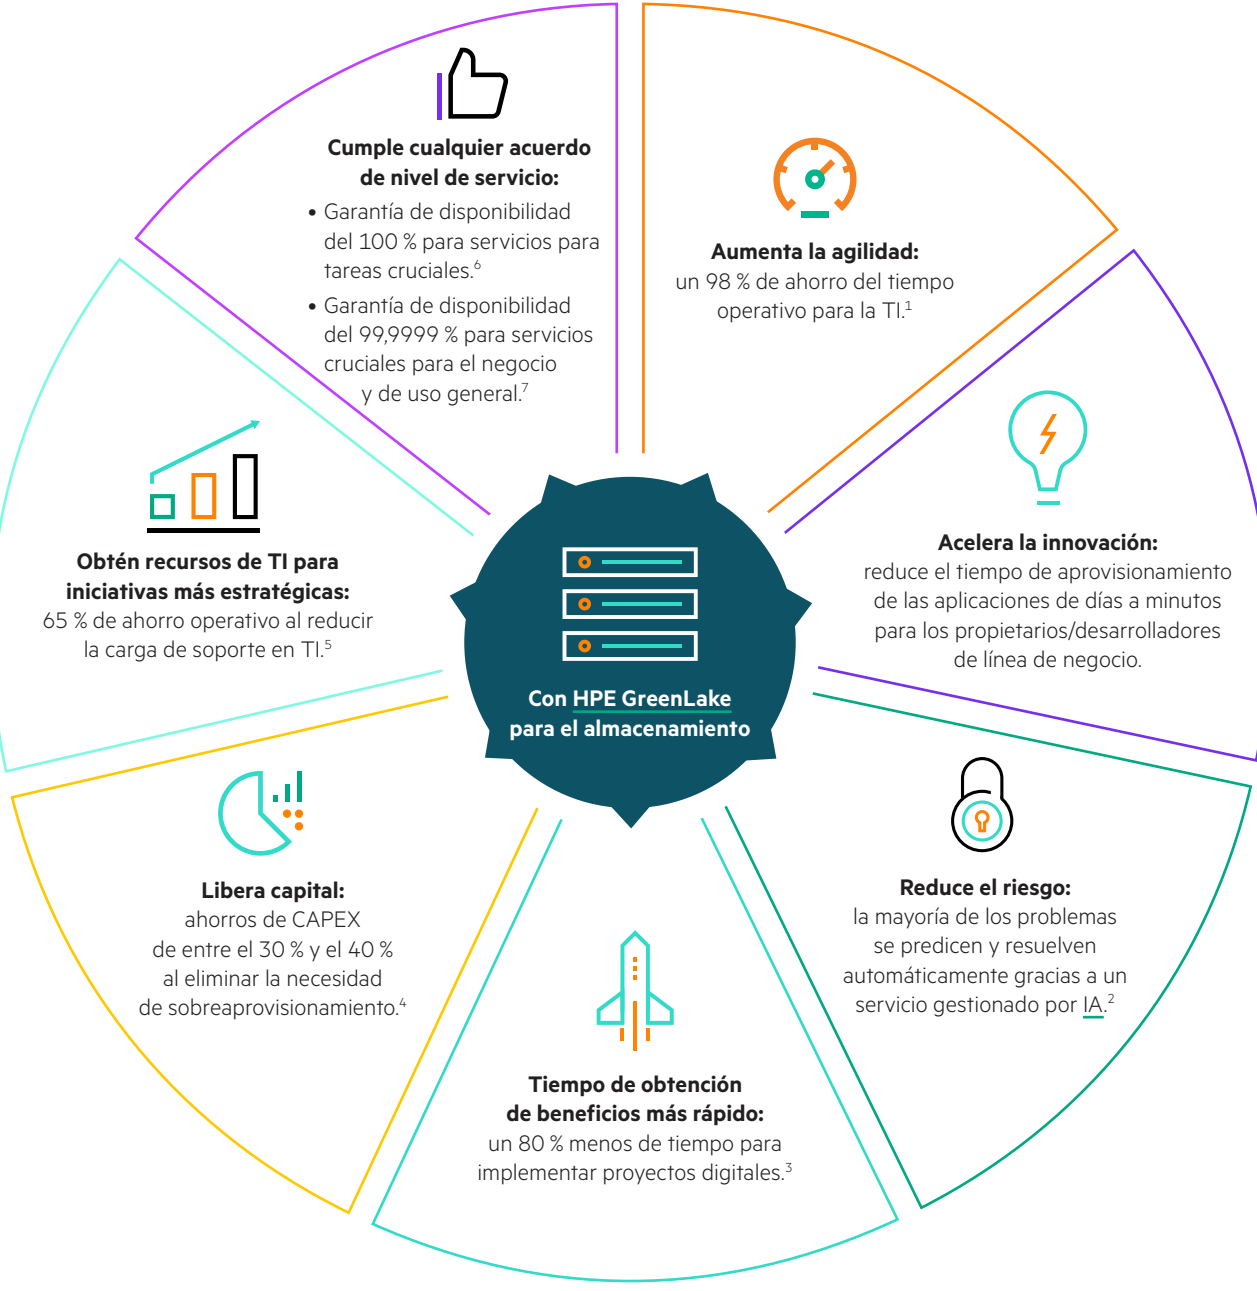 Cumple cualquier acuerdo
de nivel de servicio:
• Garantía de disponibilidad
del 100 % para servicios para
tareas cruciales.⁶
• Garantía de disponibilidad
del 99,9999 % para servicios
cruciales para el negocio
y de uso general.⁷
Aumenta la agilidad:
un 98 % de ahorro del tiempo
operativo para la TI.¹
Acelera la innovación:
reduce el tiempo de aprovisionamiento
de las aplicaciones de días a minutos
para los propietarios/desarrolladores
de línea de negocio.
Reduce el riesgo:
la mayoría de los problemas
se predicen y resuelven
automáticamente gracias a un
servicio gestionado por IA.²
Tiempo de obtención
de beneficios más rápido:
un 80 % menos de tiempo para
implementar proyectos digitales.³
Libera capital:
ahorros de CAPEX
de entre el 30 % y el 40 %
al eliminar la necesidad
de sobreaprovisionamiento.⁴
Obtén recursos de TI para
iniciativas más estratégicas:
65 % de ahorro operativo al reducir
la carga de soporte en TI.⁵
Con HPE GreenLake
para el almacenamiento